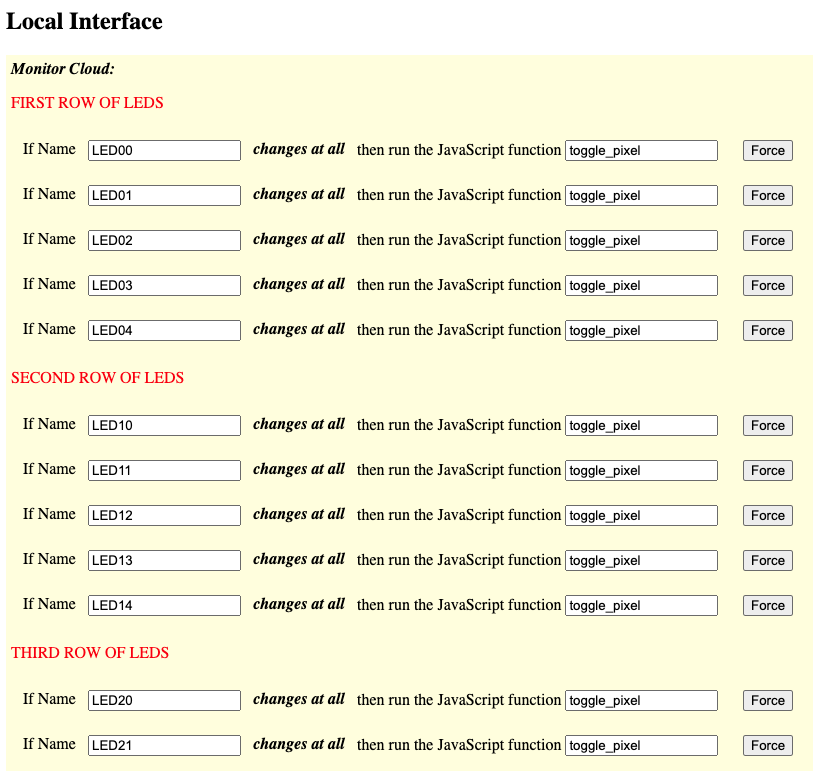 Local Interface
Monitor Cloud:
FIRST ROW OF LEDS
If Name LED00 changes at all then run the JavaScript function toggle_pixel Force
If Name LED01 changes at all then run the JavaScript function toggle_pixel Force
If Name LED02 changes at all then run the JavaScript function toggle_pixel Force
If Name LED03 changes at all then run the JavaScript function toggle_pixel Force
If Name LED04 changes at all then run the JavaScript function toggle_pixel Force
SECOND ROW OF LEDS
If Name LED10 changes at all then run the JavaScript function toggle_pixel Force
If Name LED11 changes at all then run the JavaScript function toggle_pixel Force
If Name LED12 changes at all then run the JavaScript function toggle_pixel Force
If Name LED13 changes at all then run the JavaScript function toggle_pixel Force
If Name LED14 changes at all then run the JavaScript function toggle_pixel Force
THIRD ROW OF LEDS
If Name LED20 changes at all then run the JavaScript function toggle_pixel Force
If Name LED21 changes at all then run the JavaScript function toggle_pixel Force